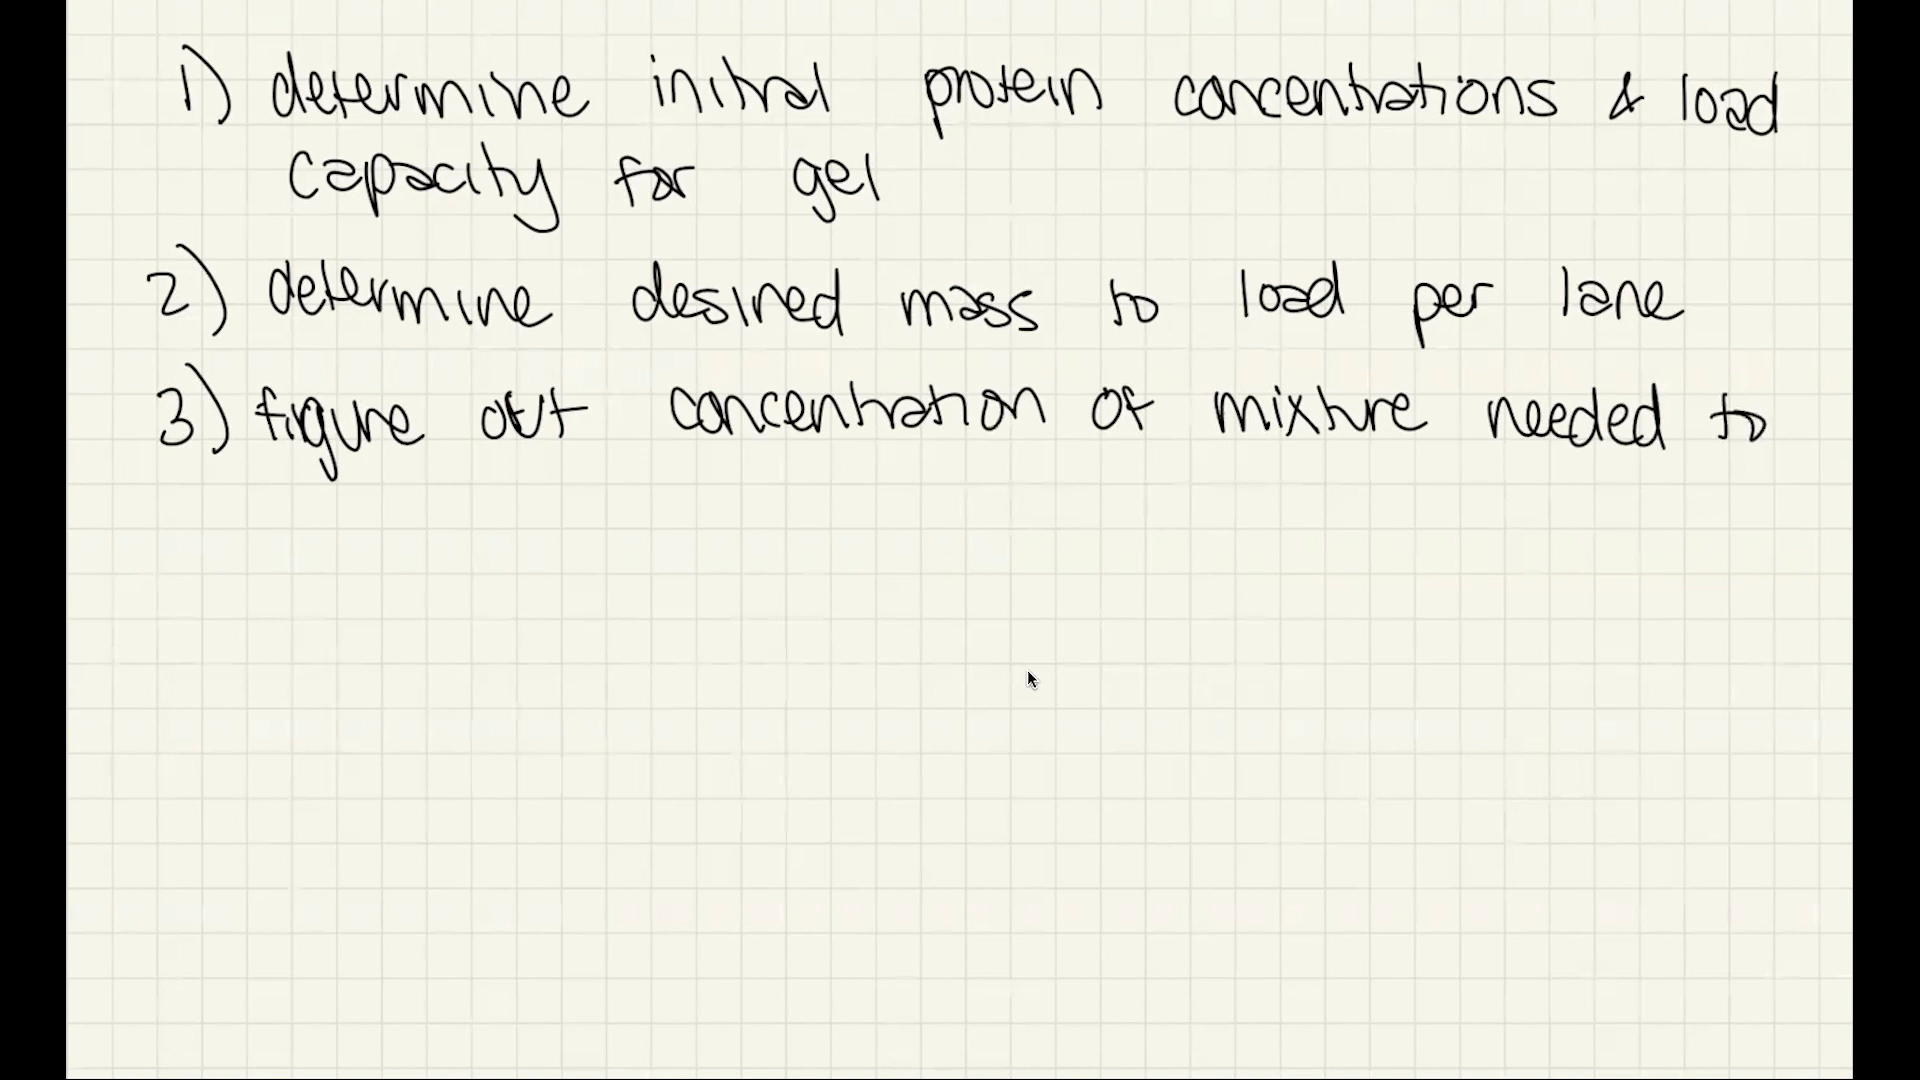 1) determine initial protein concentrations & load
capacity for gel
2) determine desired mass to load per lane
3) figure out concentration of mixture needed to